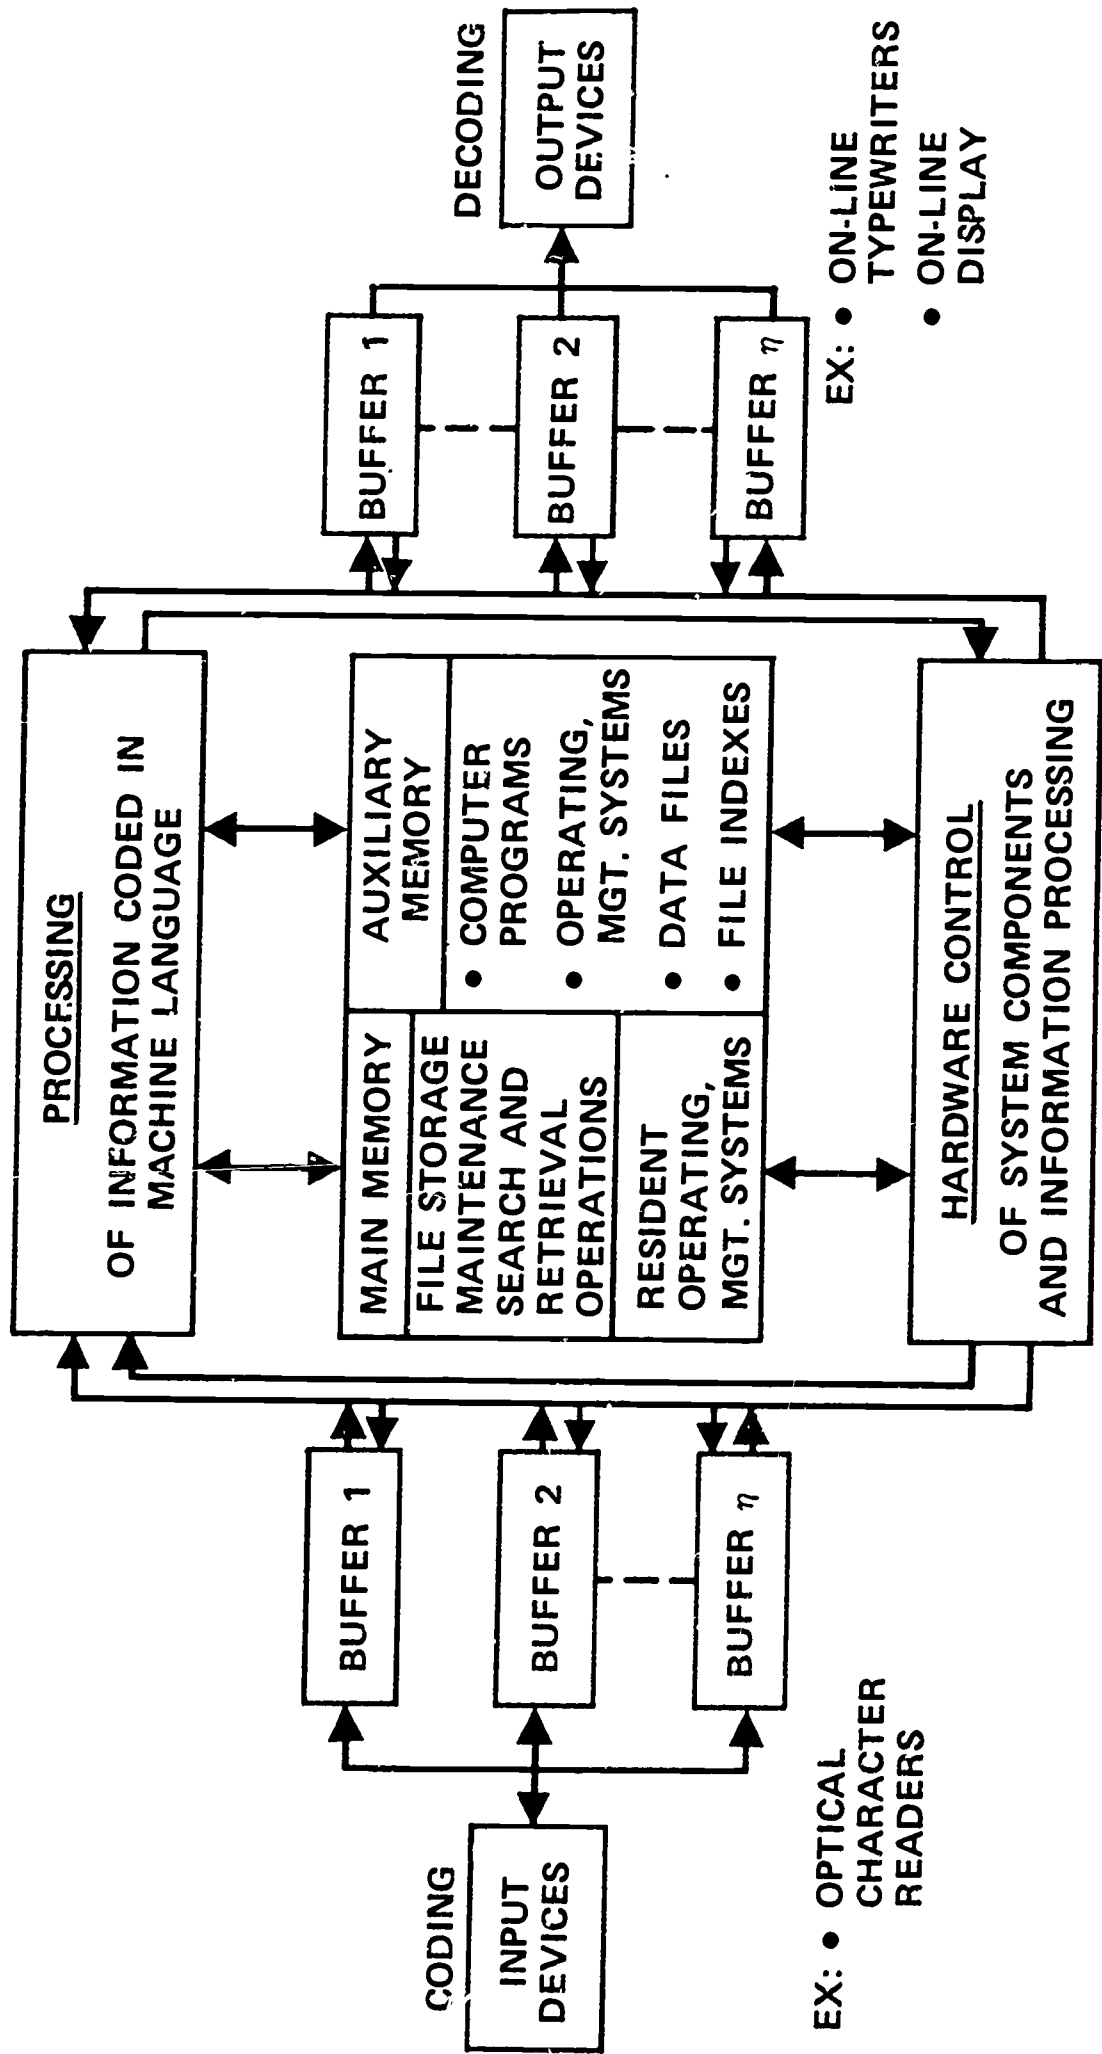 CODING
INPUT
DEVICES
EX: • OPTICAL
CHARACTER
READERS
BUFFER 1
BUFFER 2
BUFFER η
PROCESSING
OF INFORMATION CODED IN
MACHINE LANGUAGE
MAIN MEMORY
FILE STORAGE
MAINTENANCE
SEARCH AND
RETRIEVAL
OPERATIONS
RESIDENT
OPERATING,
MGT. SYSTEMS
AUXILIARY
MEMORY
• COMPUTER
PROGRAMS
• OPERATING,
MGT. SYSTEMS
• DATA FILES
• FILE INDEXES
HARDWARE CONTROL
OF SYSTEM COMPONENTS
AND INFORMATION PROCESSING
BUFFER 1
BUFFER 2
BUFFER η
DECODING
OUTPUT
DEVICES
EX: • ON-LINE
TYPEWRITERS
• ON-LINE
DISPLAY